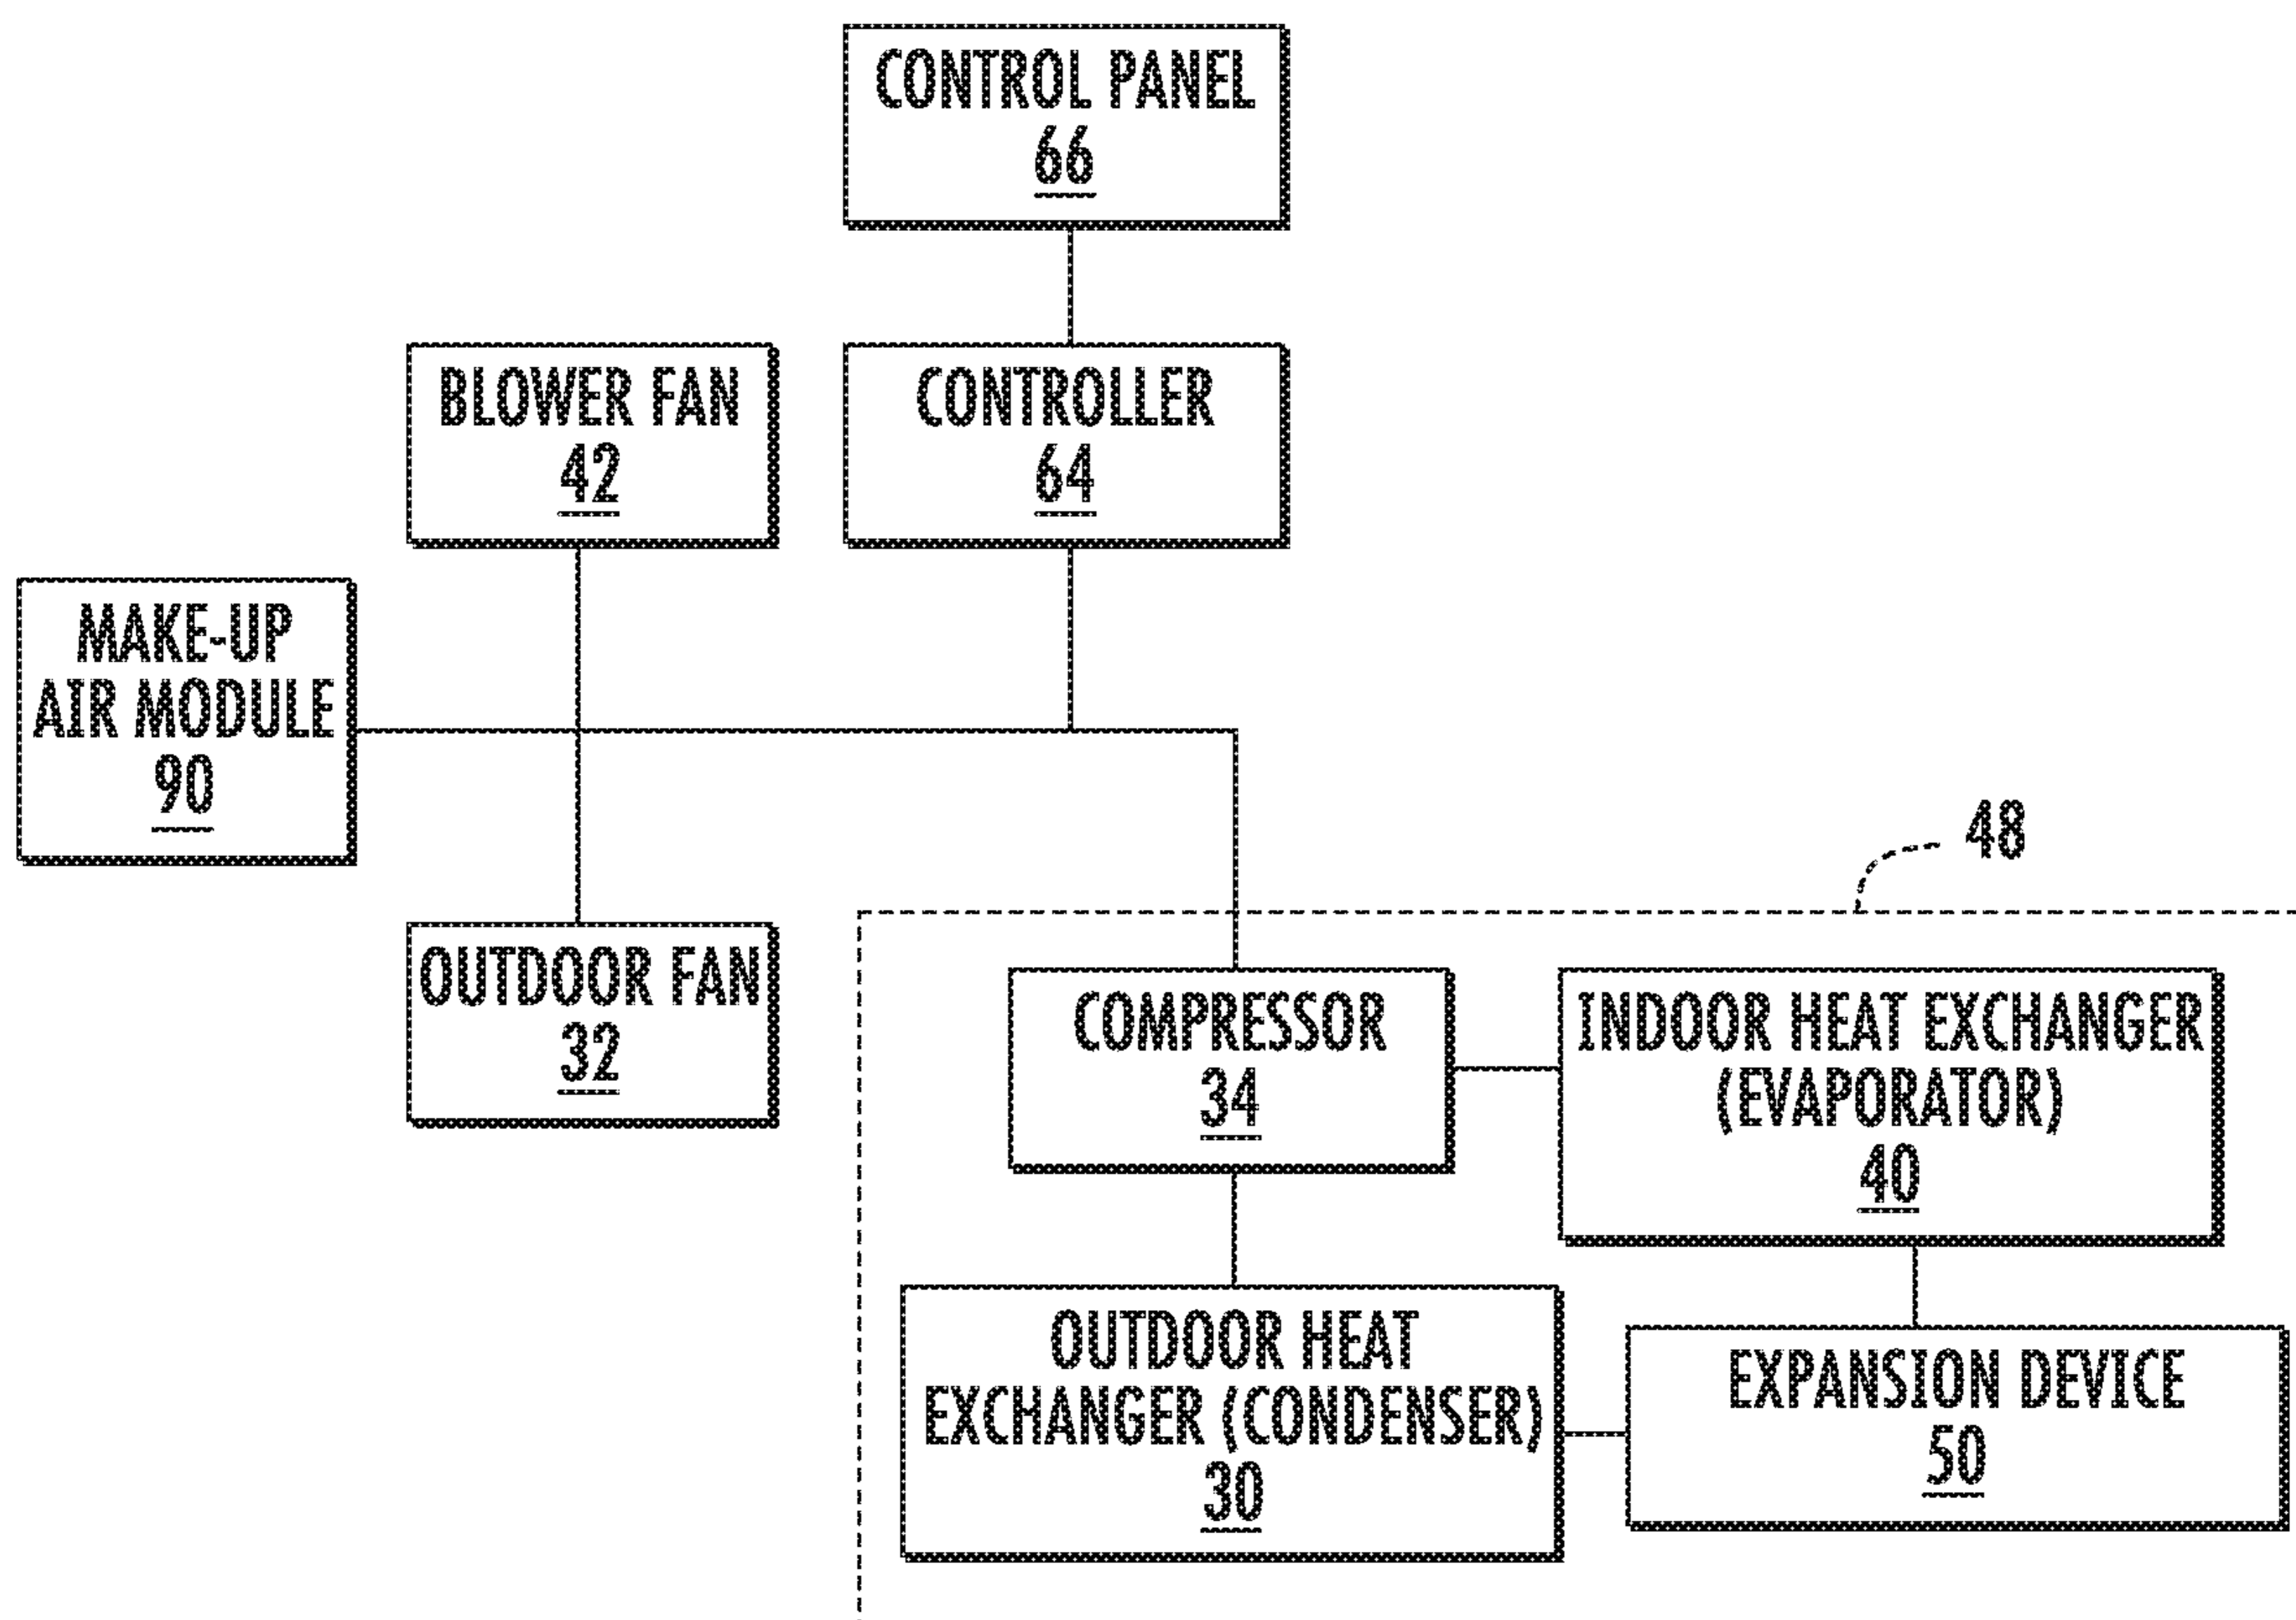 CONTROL PANEL
66
BLOWER FAN
42
CONTROLLER
64
MAKE-UP
AIR MODULE
90
OUTDOOR FAN
32
48
COMPRESSOR
34
INDOOR HEAT EXCHANGER
(EVAPORATOR)
40
OUTDOOR HEAT
EXCHANGER (CONDENSER)
30
EXPANSION DEVICE
50